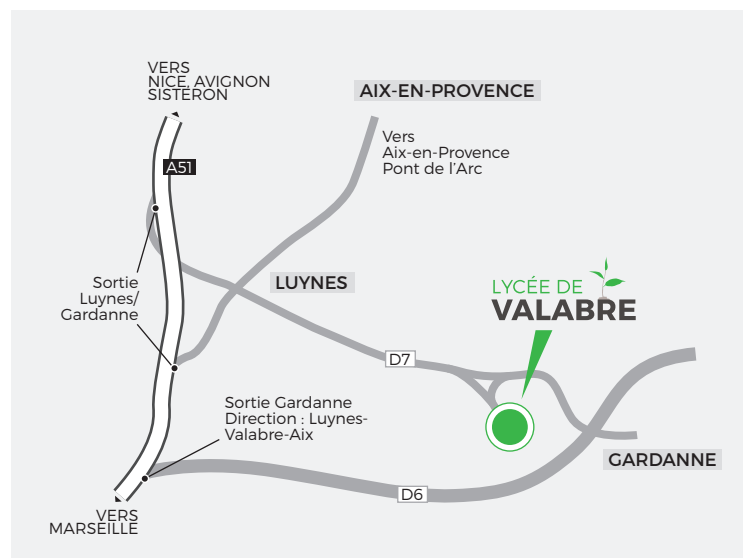 VERS
NICE, AVIGNON
SISTERON
AIX-EN-PROVENCE
Vers
Aix-en-Provence
Pont de l’Arc
A51
Sortie
Luynes/
Gardanne
LUYNES
LYCÉE DE
VALABRE
D7
Sortie Gardanne
Direction : Luynes-
Valabre-Aix
GARDANNE
D6
VERS
MARSEILLE